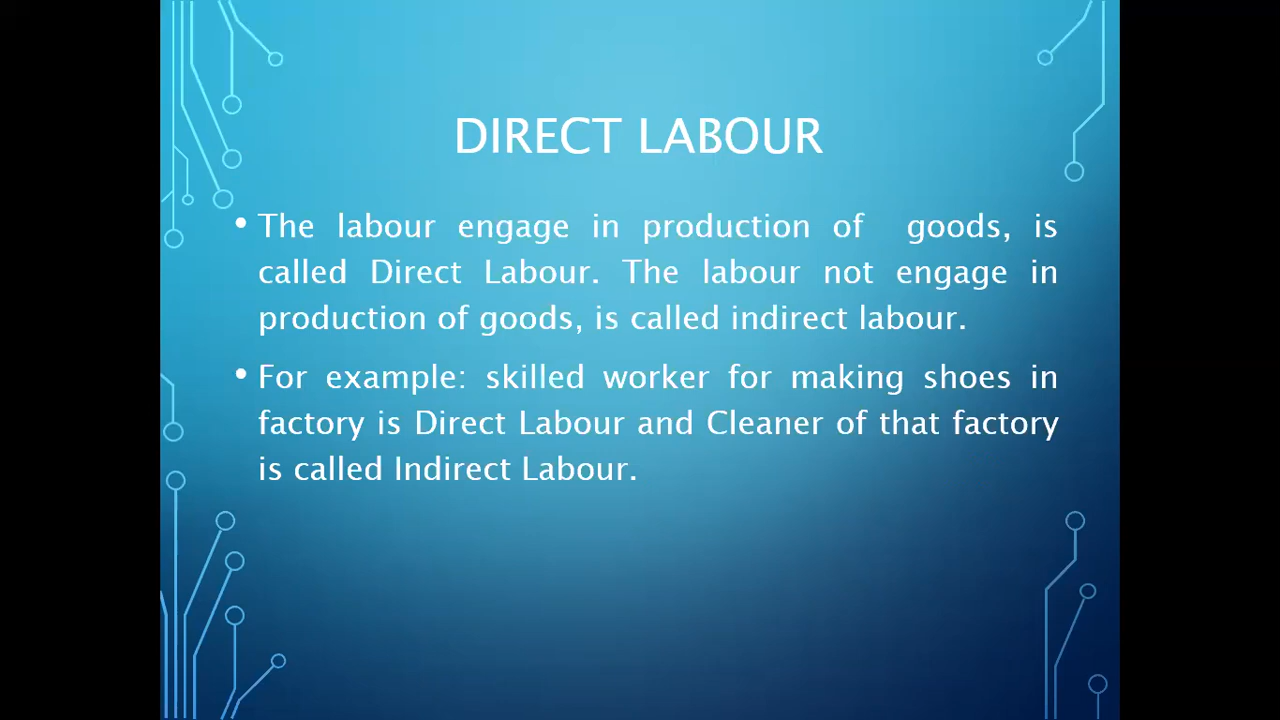 DIRECT LABOUR
• The labour engage in production of goods, is
called Direct Labour. The labour not engage in
production of goods, is called indirect labour.
• For example: skilled worker for making shoes in
factory is Direct Labour and Cleaner of that factory
is called Indirect Labour.